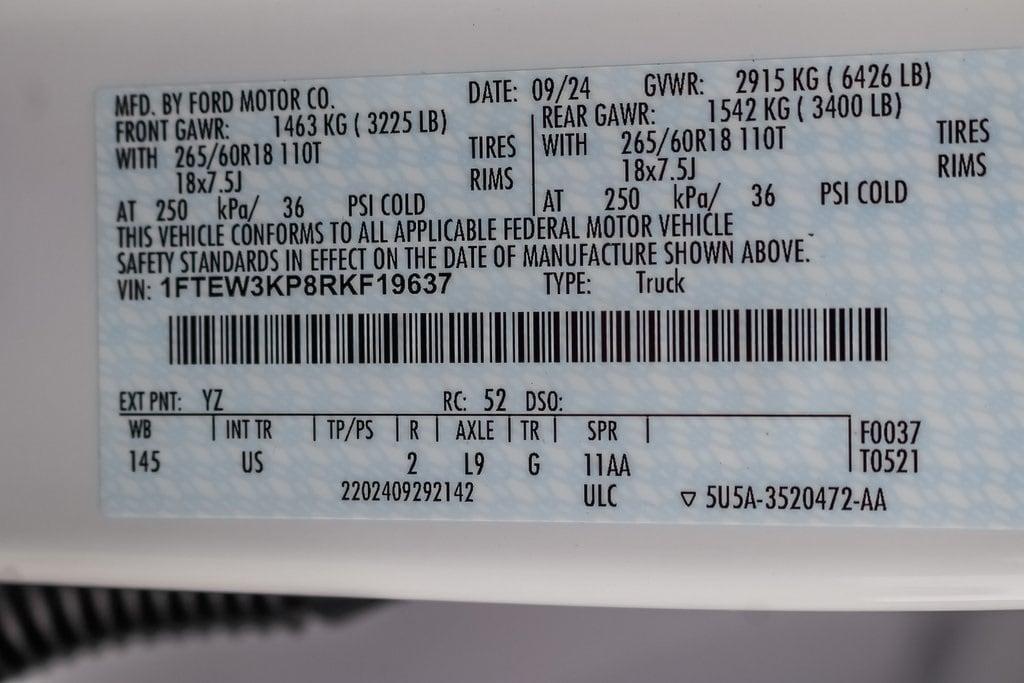 MFD. BY FORD MOTOR CO. DATE: 09/24 GVWR: 2915 KG ( 6426 LB)
FRONT GAWR: 1463 KG ( 3225 LB) REAR GAWR: 1542 KG ( 3400 LB)
WITH 265/60R18 110T TIRES WITH 265/60R18 110T TIRES
18x7.5J RIMS 18x7.5J RIMS
AT 250 kPa/ 36 PSI COLD AT 250 kPa/ 36 PSI COLD
THIS VEHICLE CONFORMS TO ALL APPLICABLE FEDERAL MOTOR VEHICLE
SAFETY STANDARDS IN EFFECT ON THE DATE OF MANUFACTURE SHOWN ABOVE.
VIN: 1FTEW3KP8RKF19637 TYPE: Truck
EXT PNT: YZ RC: 52 DSO:
WB INT TR TP/PS R AXLE TR SPR F0037
145 US 2 L9 G 11AA T0521
2202409292142 ULC ▽ 5U5A-3520472-AA